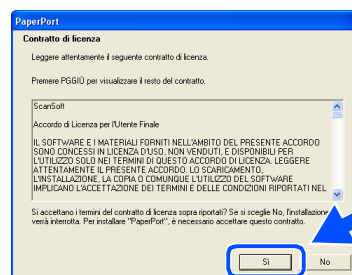 PaperPort
Contratto di licenza
Leggere attentamente il seguente contratto di licenza.
Premere PGGIÙ per visualizzare il resto del contratto.
ScanSoft
Accordo di Licenza per l'Utente Finale
IL SOFTWARE E I MATERIALI FORNITI NELL'AMBITO DEL PRESENTE ACCORDO
SONO CONCESSI IN LICENZA D'USO, NON VENDUTI, E DISPONIBILI PER
L'UTILIZZO SOLO NEI TERMINI DI QUESTO ACCORDO DI LICENZA. LEGGERE
ATTENTAMENTE IL PRESENTE ACCORDO. LO SCARICAMENTO,
L'INSTALLAZIONE, LA COPIA O COMUNQUE L'UTILIZZO DEL SOFTWARE
IMPLICANO L'ACCETTAZIONE DEI TERMINI E DELLE CONDIZIONI RIPORTATI NEL
Si accettano i termini del contratto di licenza sopra riportati? Se si sceglie No, l'installazione
verrà interrotta. Per installare "PaperPort", è necessario accettare questo contratto.
Sì
No